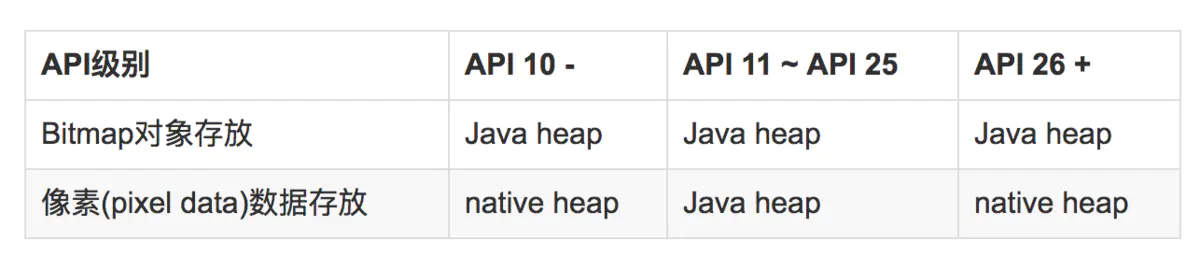 API级别 API 10 - API 11 ~ API 25 API 26 +
Bitmap对象存放 Java heap Java heap Java heap
像素(pixel data)数据存放 native heap Java heap native heap